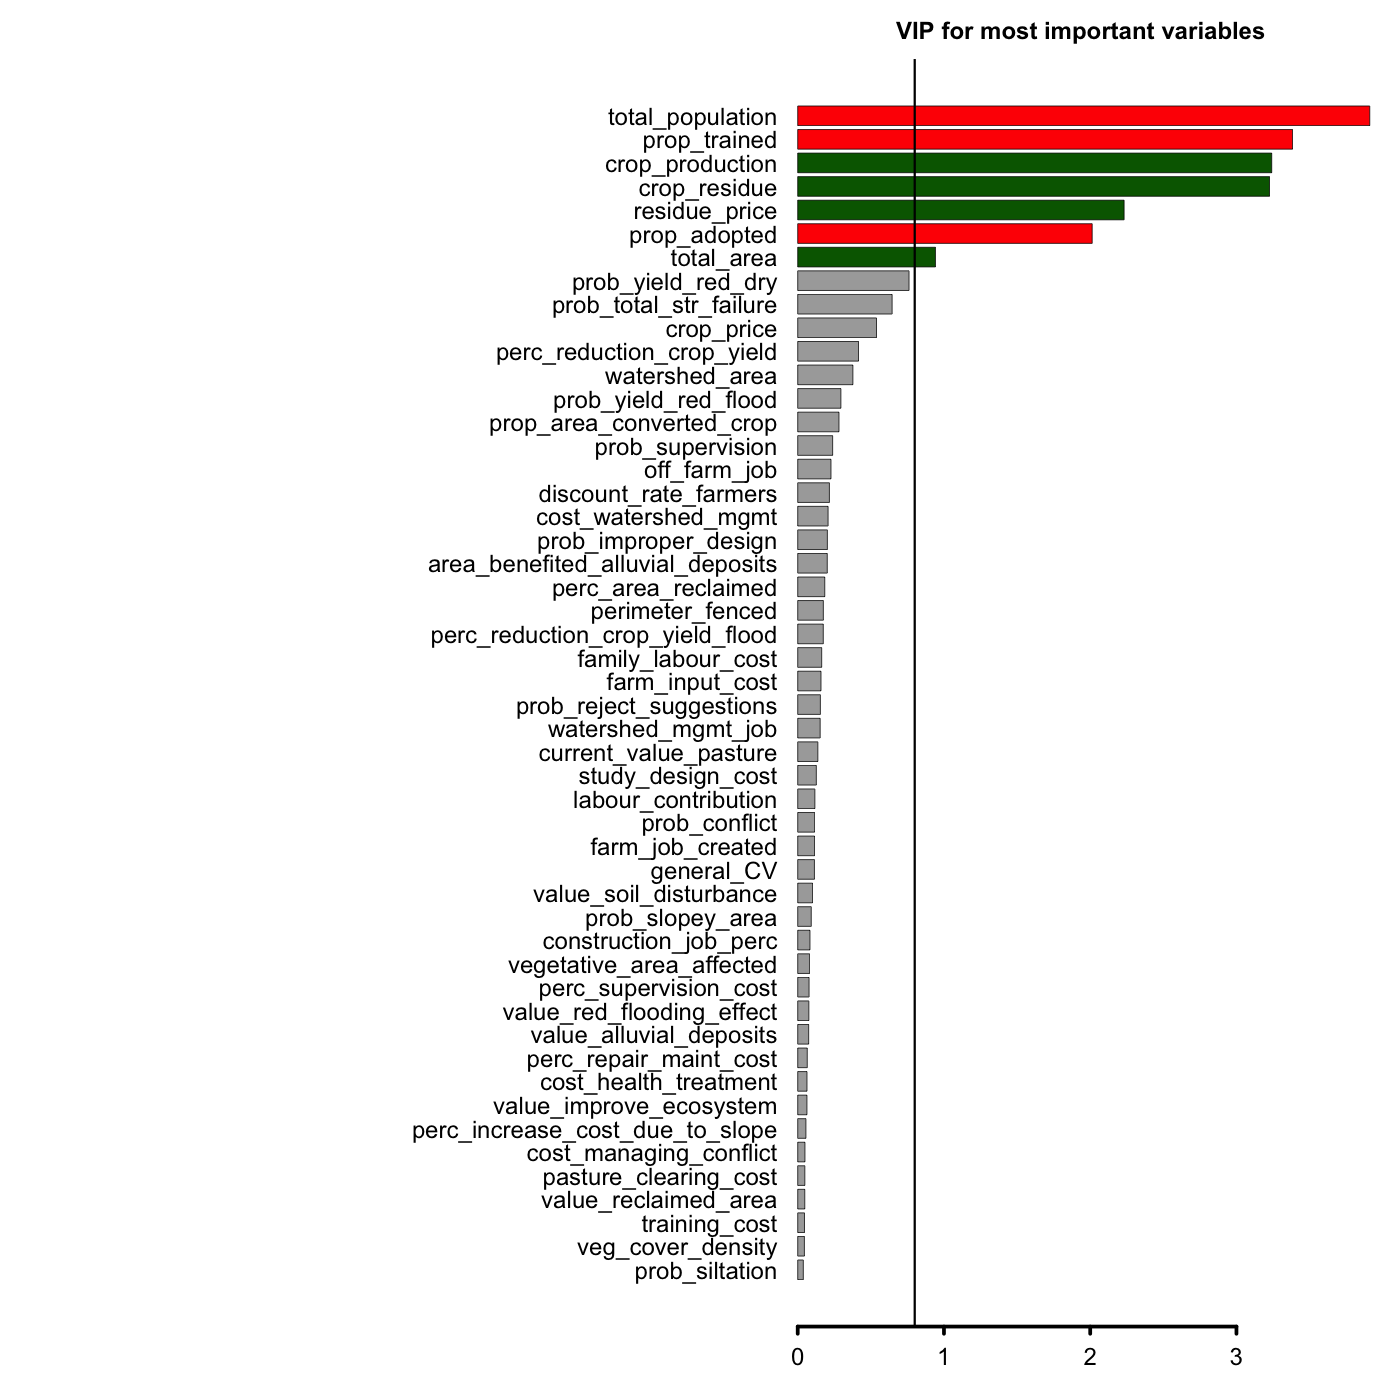 VIP for most important variables
total_population
prop_trained
crop_production
crop_residue
residue_price
prop_adopted
total_area
prob_yield_red_dry
prob_total_str_failure
crop_price
perc_reduction_crop_yield
watershed_area
prob_yield_red_flood
prop_area_converted_crop
prob_supervision
off_farm_job
discount_rate_farmers
cost_watershed_mgmt
prob_improper_design
area_benefited_alluvial_deposits
perc_area_reclaimed
perimeter_fenced
perc_reduction_crop_yield_flood
family_labour_cost
farm_input_cost
prob_reject_suggestions
watershed_mgmt_job
current_value_pasture
study_design_cost
labour_contribution
prob_conflict
farm_job_created
general_CV
value_soil_disturbance
prob_slopey_area
construction_job_perc
vegetative_area_affected
perc_supervision_cost
value_red_flooding_effect
value_alluvial_deposits
perc_repair_maint_cost
cost_health_treatment
value_improve_ecosystem
perc_increase_cost_due_to_slope
cost_managing_conflict
pasture_clearing_cost
value_reclaimed_area
training_cost
veg_cover_density
prob_siltation
0 1 2 3